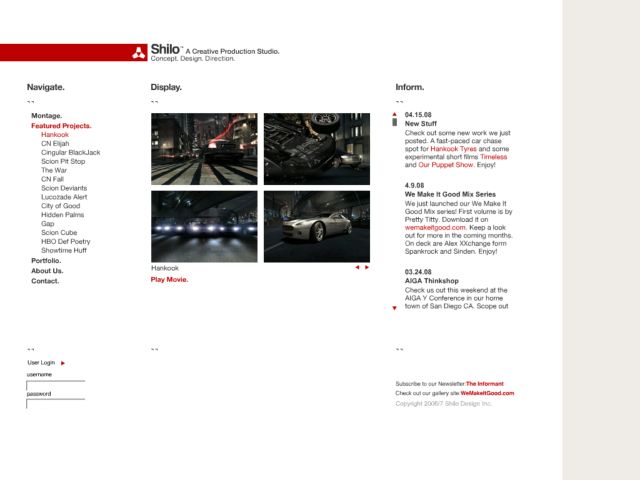 Shilo™ A Creative Production Studio.
Concept. Design. Direction.
Navigate.
Montage.
Featured Projects.
Hankook
CN Elijah
Cingular BlackJack
Scion Pit Stop
The War
CN Fall
Scion Deviants
Lucozade Alert
City of Good
Hidden Palms
Gap
Scion Cube
HBO Def Poetry
Showtime Huff
Portfolio.
About Us.
Contact.
Display.
Hankook
Play Movie.
Inform.
04.15.08
New Stuff
Check out some new work we just
posted. A fast-paced car chase
spot for Hankook Tyres and some
experimental short films Timeless
and Our Puppet Show. Enjoy!
4.9.08
We Make It Good Mix Series
We just launched our We Make It
Good Mix series! First volume is by
Pretty Titty. Download it on
wemakeitgood.com. Keep a look
out for more in the coming months.
On deck are Alex XXchange form
Spankrock and Sinden. Enjoy!
03.24.08
AIGA Thinkshop
Check us out this weekend at the
AIGA Y Conference in our home
town of San Diego CA. Scope out
User Login
username
password
Subscribe to our Newsletter:The Informant
Check out our gallery site:WeMakeItGood.com
Copyright 2006/7 Shilo Design Inc.